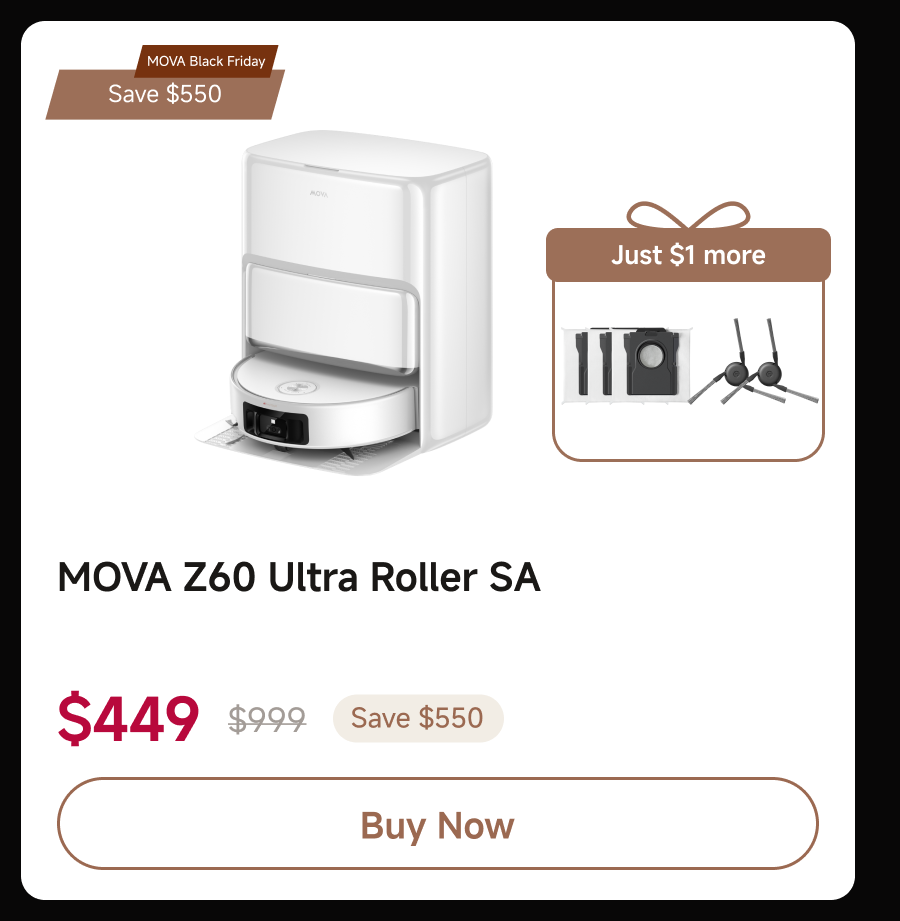 MOVA Black Friday
Save $550
MOVA
Just $1 more
MOVA Z60 Ultra Roller SA
$449 $999 Save $550
Buy Now